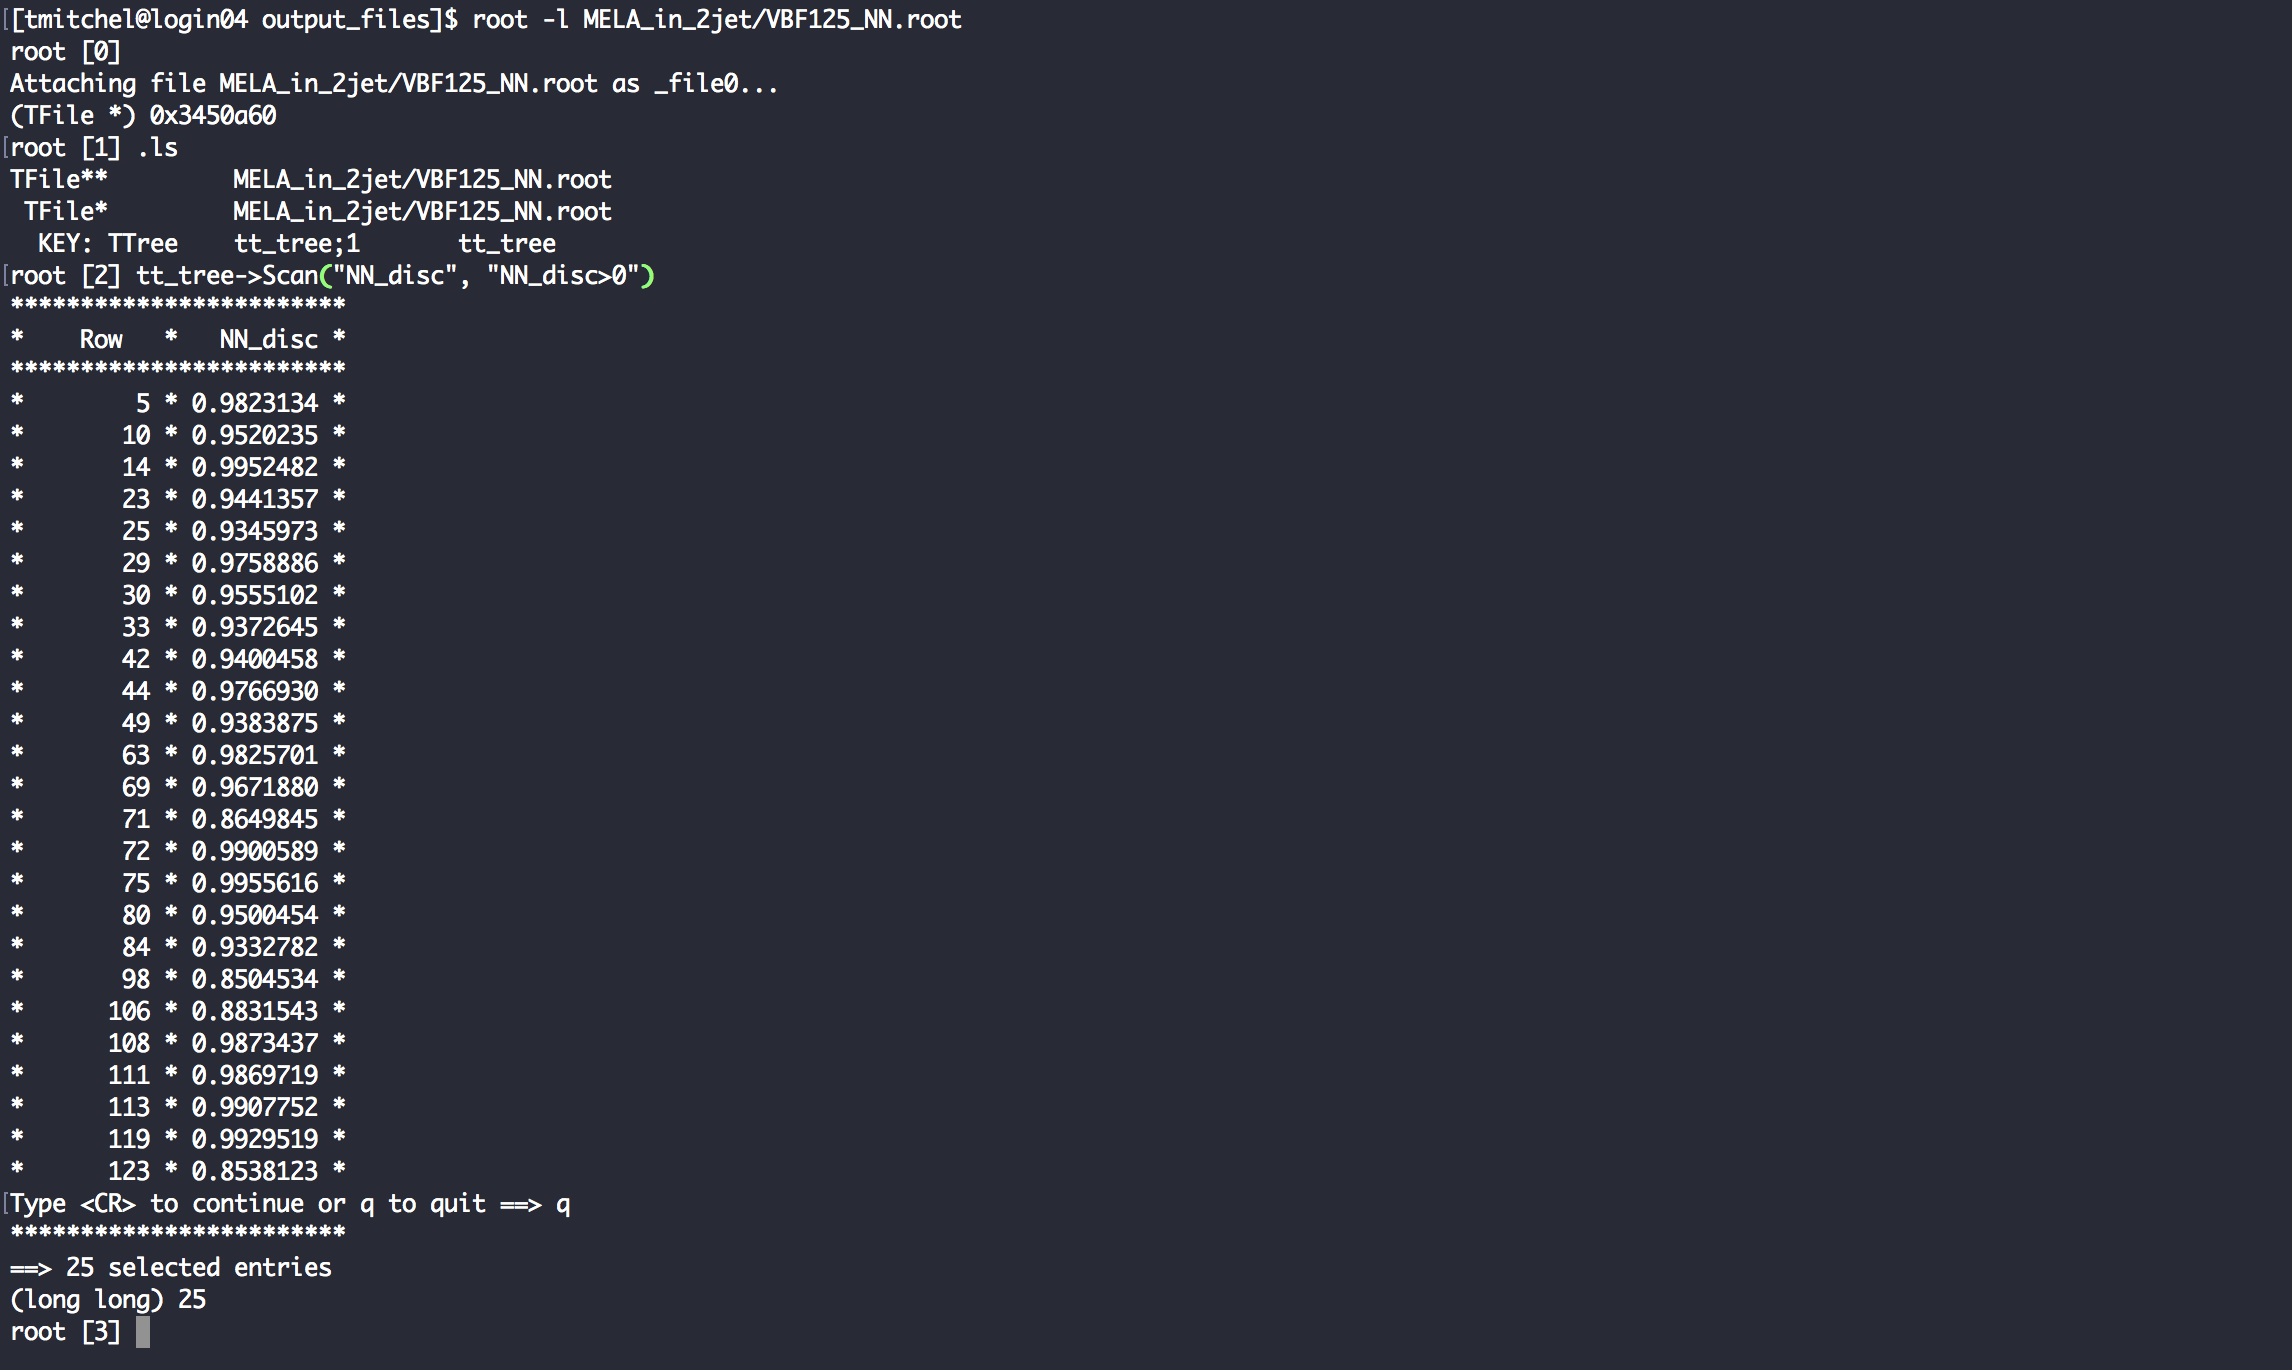 [tmitchel@login04 output_files]$ root -l MELA_in_2jet/VBF125_NN.root
root [0]
Attaching file MELA_in_2jet/VBF125_NN.root as _file0...
(TFile *) 0x3450a60
root [1] .ls
TFile**         MELA_in_2jet/VBF125_NN.root
 TFile*         MELA_in_2jet/VBF125_NN.root
  KEY: TTree    tt_tree;1       tt_tree
root [2] tt_tree->Scan("NN_disc", "NN_disc>0")
************************
*    Row   *   NN_disc *
************************
*        5 * 0.9823134 *
*       10 * 0.9520235 *
*       14 * 0.9952482 *
*       23 * 0.9441357 *
*       25 * 0.9345973 *
*       29 * 0.9758886 *
*       30 * 0.9555102 *
*       33 * 0.9372645 *
*       42 * 0.9400458 *
*       44 * 0.9766930 *
*       49 * 0.9383875 *
*       63 * 0.9825701 *
*       69 * 0.9671880 *
*       71 * 0.8649845 *
*       72 * 0.9900589 *
*       75 * 0.9955616 *
*       80 * 0.9500454 *
*       84 * 0.9332782 *
*       98 * 0.8504534 *
*      106 * 0.8831543 *
*      108 * 0.9873437 *
*      111 * 0.9869719 *
*      113 * 0.9907752 *
*      119 * 0.9929519 *
*      123 * 0.8538123 *
Type <CR> to continue or q to quit ==> q
************************
==> 25 selected entries
(long long) 25
root [3]